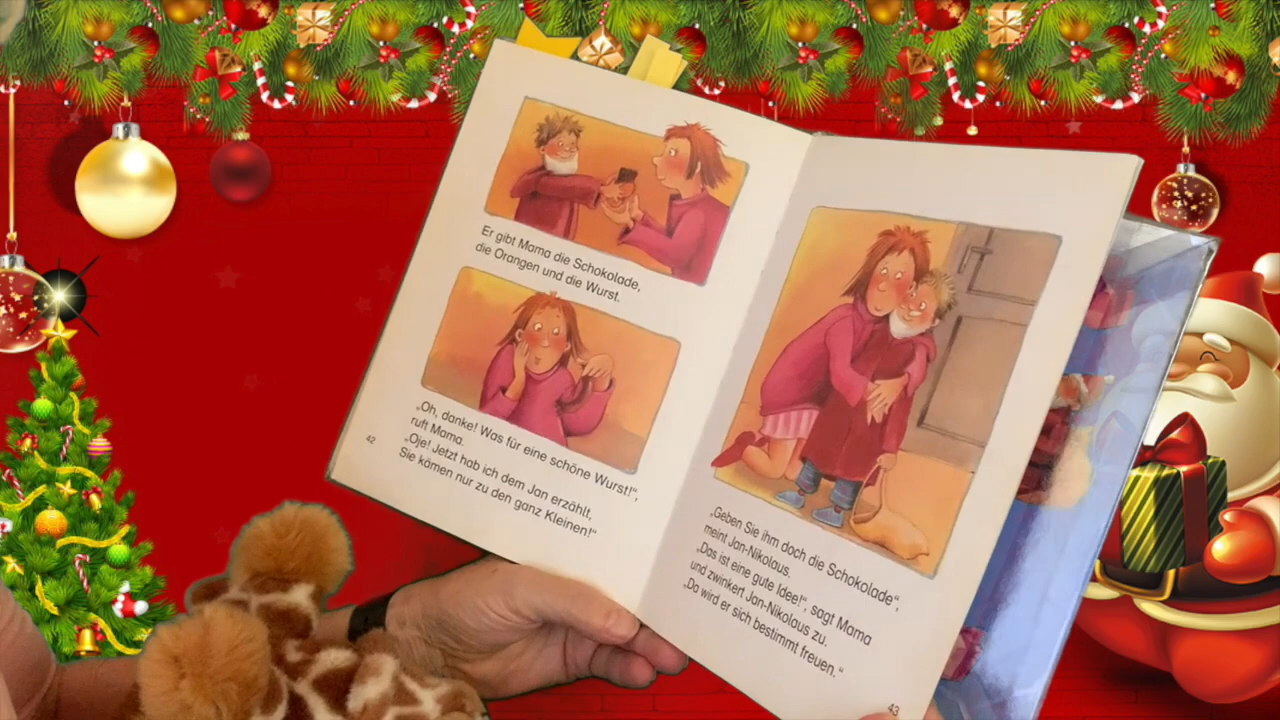 Er gibt Mama die Schokolade,
die Orangen und die Wurst.
„Oh, danke! Was für eine schöne Wurst!“,
ruft Mama.
„Oje! Jetzt hab ich dem Jan erzählt,
Sie kämen nur zu den ganz Kleinen!“
42
„Geben Sie ihm doch die Schokolade“,
meint Jan-Nikolaus.
„Das ist eine gute Idee!“, sagt Mama
und zwinkert Jan-Nikolaus zu.
„Da wird er sich bestimmt freuen.“
43